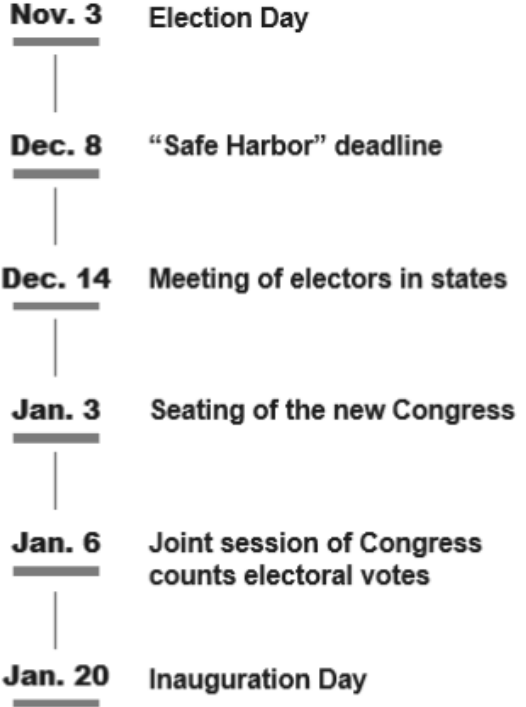 Nov. 3 Election Day
Dec. 8 “Safe Harbor” deadline
Dec. 14 Meeting of electors in states
Jan. 3 Seating of the new Congress
Jan. 6 Joint session of Congress
counts electoral votes
Jan. 20 Inauguration Day